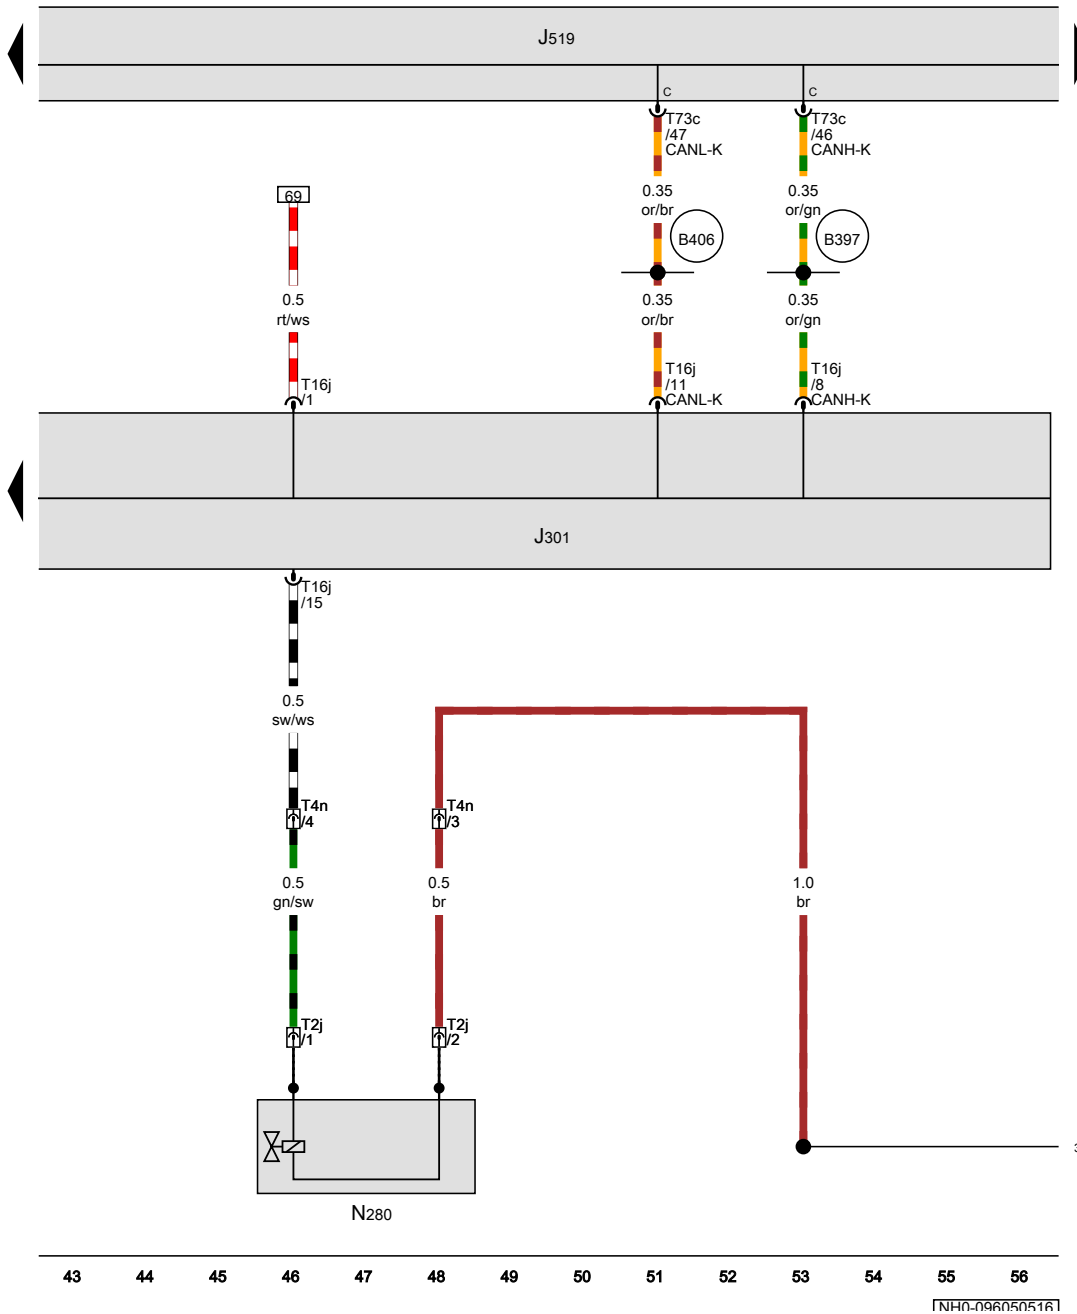 J519
C
C
T73c
/47
CANL-K
T73c
/46
CANH-K
69
0.35
or/br
0.35
or/gn
B406
B397
0.5
rt/ws
0.35
or/br
0.35
or/gn
T16j
/1
T16j
/11
CANL-K
T16j
/8
CANH-K
J301
T16j
/15
0.5
sw/ws
T4n
/4
T4n
/3
0.5
gn/sw
0.5
br
1.0
br
T2j
/1
T2j
/2
N280
43 44 45 46 47 48 49 50 51 52 53 54 55 56
NH0-096050516